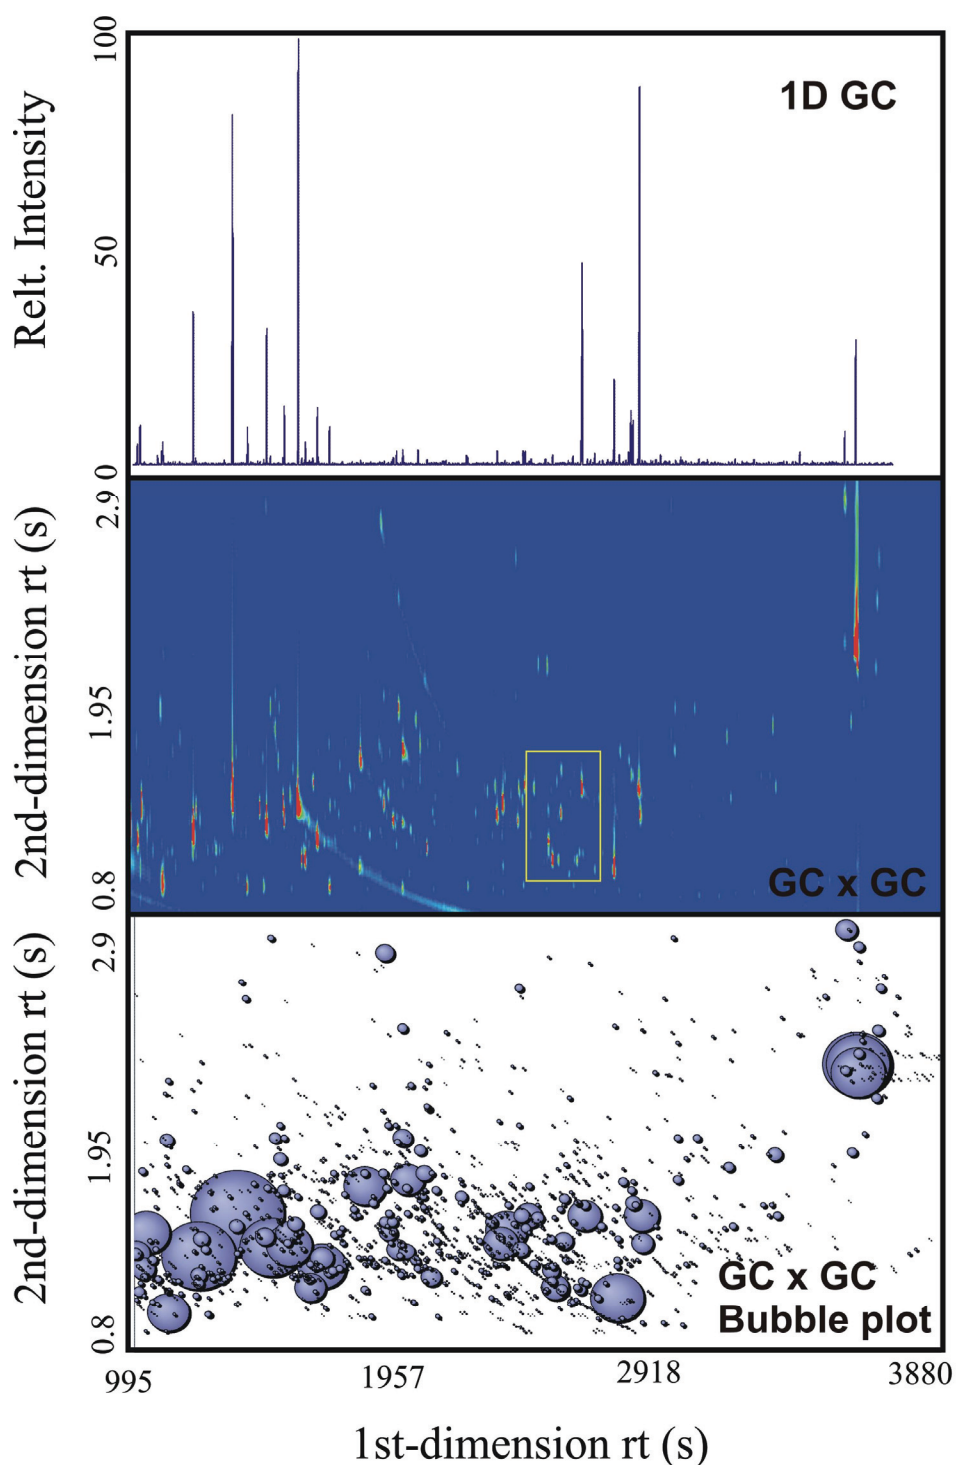 Relt. Intensity
100
50
0
1D GC
2nd-dimension rt (s)
2.9
1.95
0.8
GC x GC
2nd-dimension rt (s)
2.9
1.95
0.8
GC x GC
Bubble plot
995
1957
2918
3880
1st-dimension rt (s)